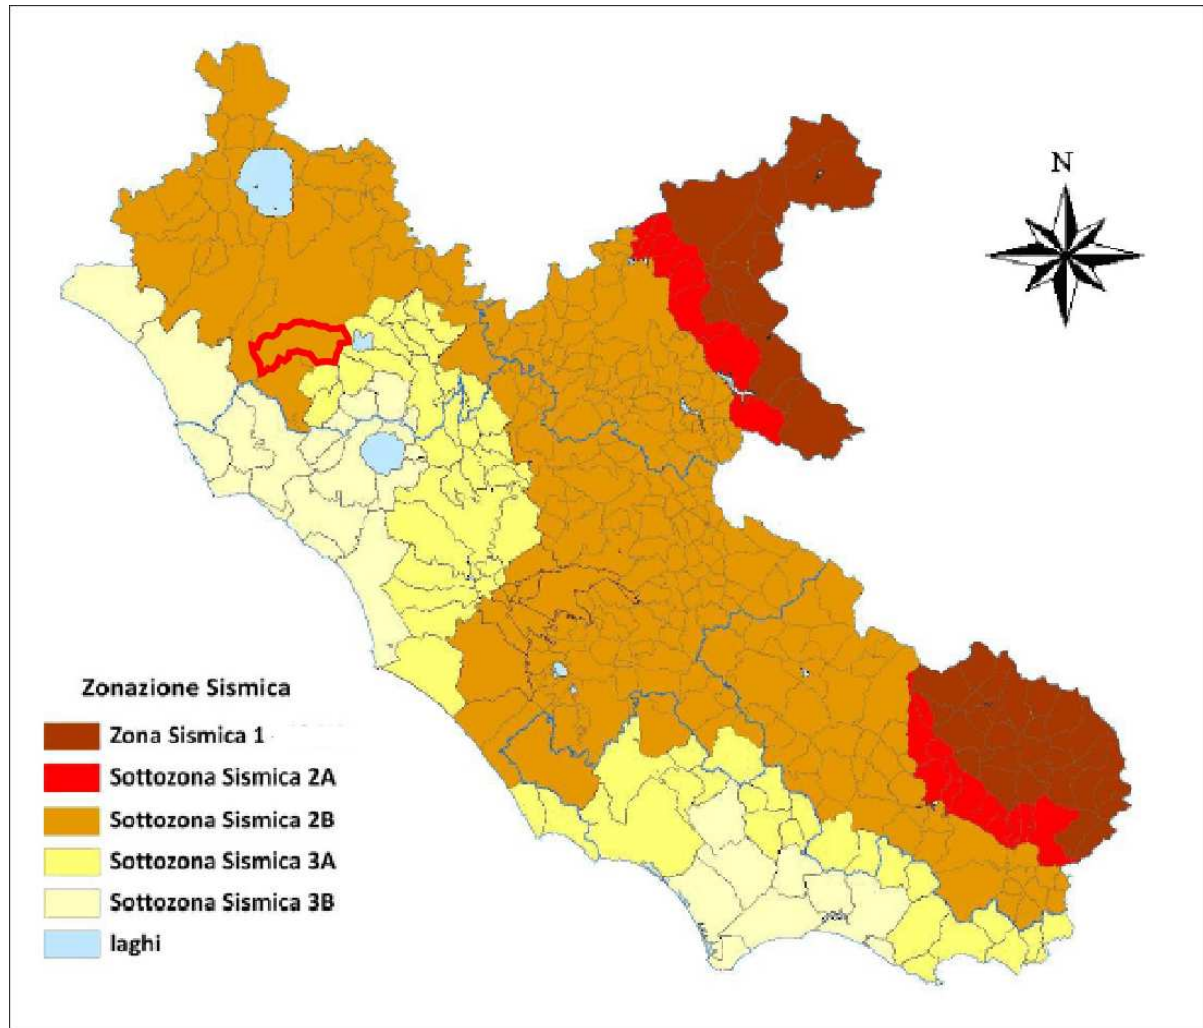 N
Zonazione Sismica
Zona Sismica 1
Sottozona Sismica 2A
Sottozona Sismica 2B
Sottozona Sismica 3A
Sottozona Sismica 3B
laghi